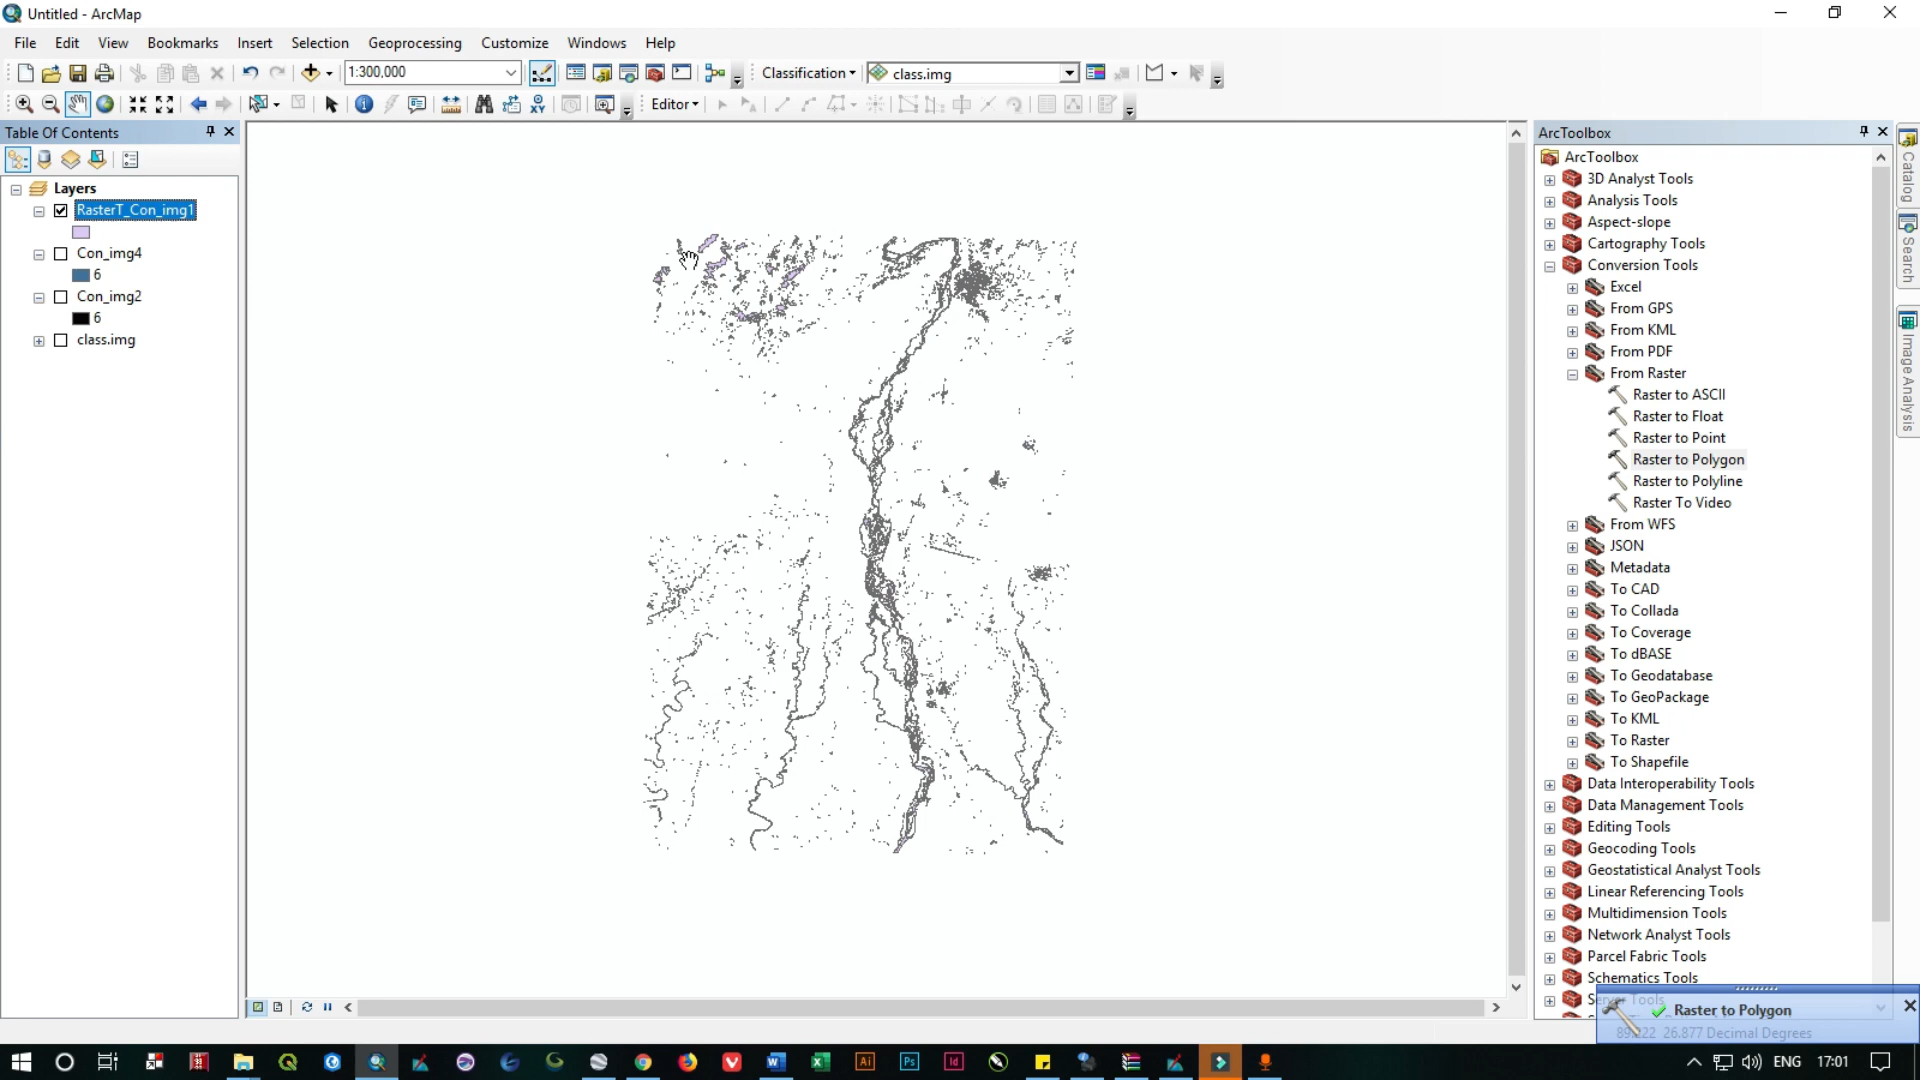 Untitled - ArcMap
File Edit View Bookmarks Insert Selection Geoprocessing Customize Windows Help
1:300,000
Classification
class.img
Editor
Table Of Contents
Layers
RasterT_Con_img1
Con_img4
6
Con_img2
6
class.img
ArcToolbox
ArcToolbox
3D Analyst Tools
Analysis Tools
Aspect-slope
Cartography Tools
Conversion Tools
Excel
From GPS
From KML
From PDF
From Raster
Raster to ASCII
Raster to Float
Raster to Point
Raster to Polygon
Raster to Polyline
Raster To Video
From WFS
JSON
Metadata
To CAD
To Collada
To Coverage
To dBASE
To Geodatabase
To GeoPackage
To KML
To Raster
To Shapefile
Data Interoperability Tools
Data Management Tools
Editing Tools
Geocoding Tools
Geostatistical Analyst Tools
Linear Referencing Tools
Multidimension Tools
Network Analyst Tools
Parcel Fabric Tools
Schematics Tools
Server Tools
Catalog
Search
Image Analysis
Raster to Polygon
26.877 Decimal Degrees
ENG 17:01